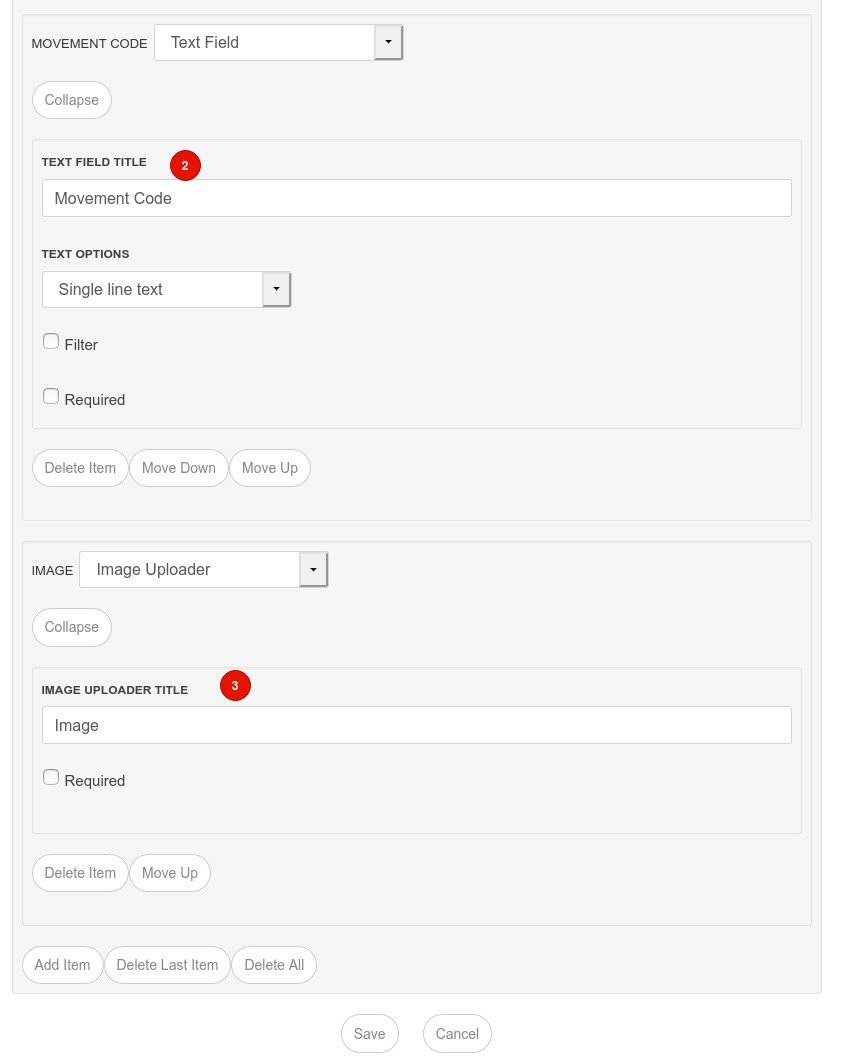 MOVEMENT CODE Text Field
Collapse
TEXT FIELD TITLE 2
Movement Code
TEXT OPTIONS
Single line text
Filter
Required
Delete Item Move Down Move Up
IMAGE Image Uploader
Collapse
IMAGE UPLOADER TITLE 3
Image
Required
Delete Item Move Up
Add Item Delete Last Item Delete All
Save Cancel